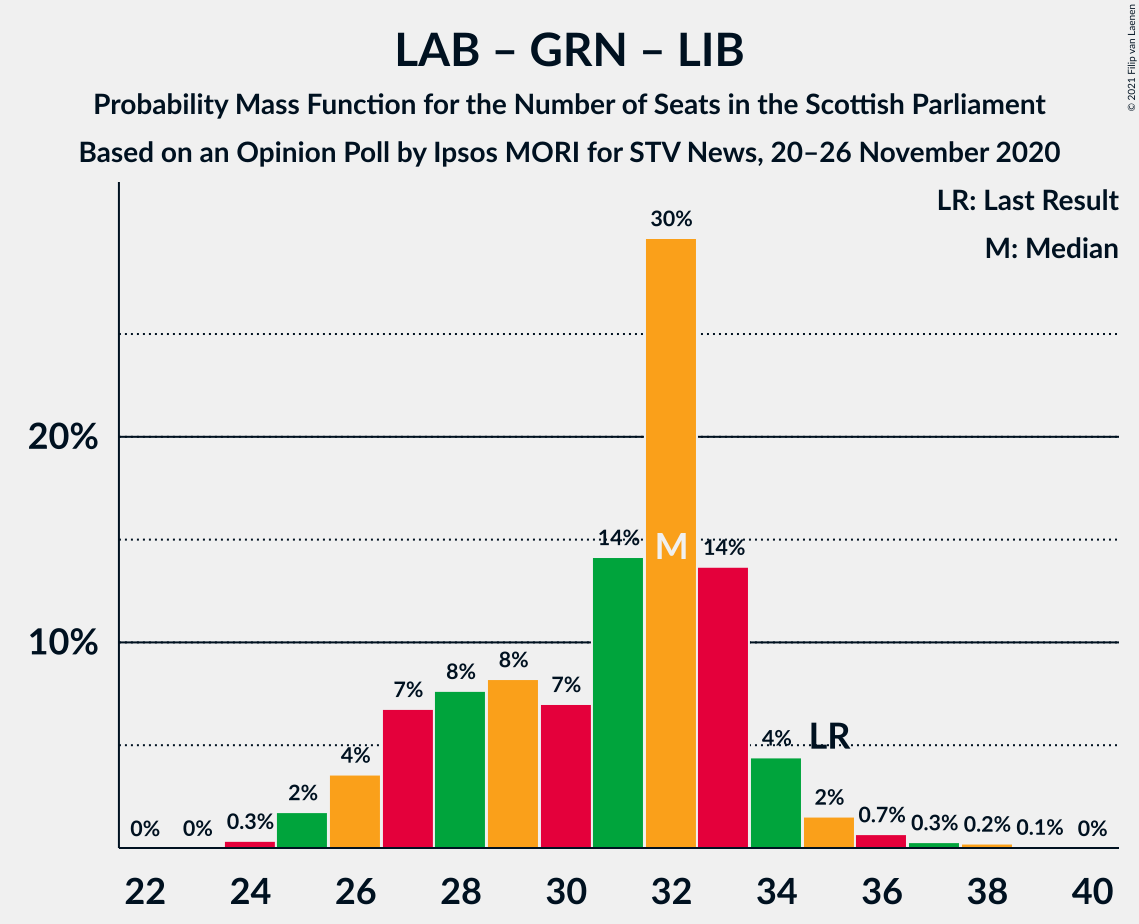 LAB – GRN – LIB
Probability Mass Function for the Number of Seats in the Scottish Parliament
Based on an Opinion Poll by Ipsos MORI for STV News, 20–26 November 2020
© 2021 Filip van Laenen
LR: Last Result
M: Median
20%
10%
0%
0%
0.3%
2%
4%
7%
8%
8%
7%
14%
30%
M
14%
4%
LR
2%
0.7%
0.3%
0.2%
0.1%
0%
22 24 26 28 30 32 34 36 38 40